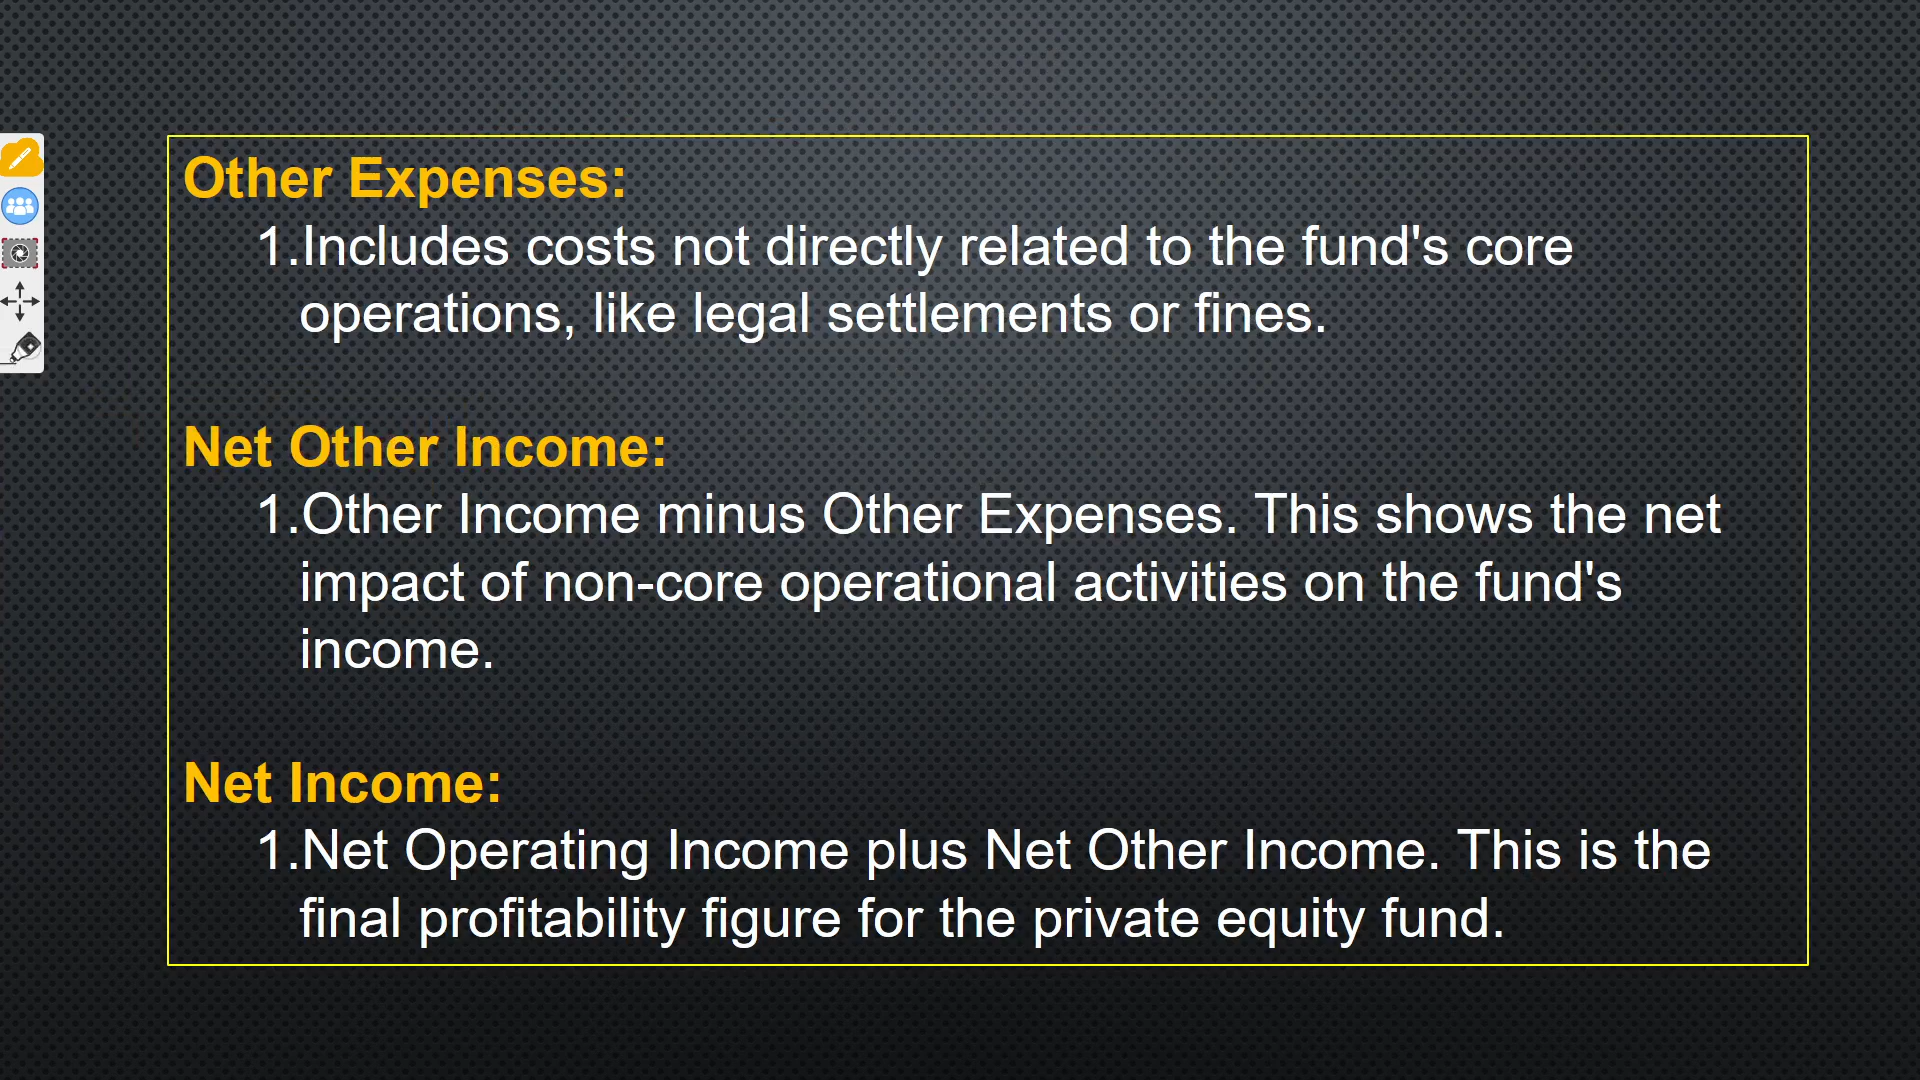 Other Expenses:
1.Includes costs not directly related to the fund's core
operations, like legal settlements or fines.
Net Other Income:
1.Other Income minus Other Expenses. This shows the net
impact of non-core operational activities on the fund's
income.
Net Income:
1.Net Operating Income plus Net Other Income. This is the
final profitability figure for the private equity fund.